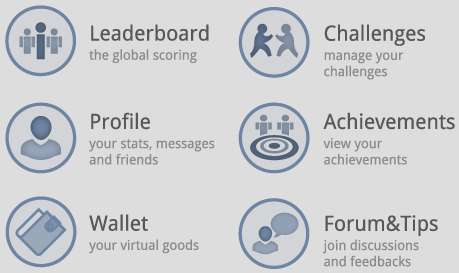 Leaderboard
the global scoring
Challenges
manage your
challenges
Profile
your stats, messages
and friends
Achievements
view your
achievements
Wallet
your virtual goods
Forum&Tips
join discussions
and feedbacks